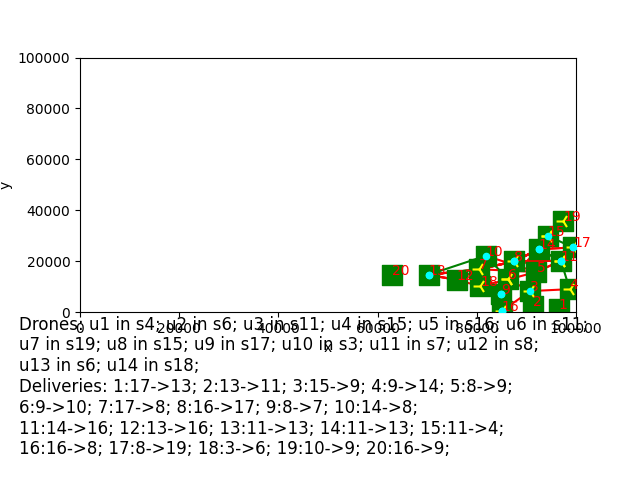 100000
80000
60000
40000
20000
0
y
19
17
10
20
0 20000 40000 60000 80000 100000
x
Drones: u1 in s4; u2 in s6; u3 in s11; u4 in s15; u5 in s16; u6 in s11;
u7 in s19; u8 in s15; u9 in s17; u10 in s3; u11 in s7; u12 in s8;
u13 in s6; u14 in s18;
Deliveries: 1:17->13; 2:13->11; 3:15->9; 4:9->14; 5:8->9;
6:9->10; 7:17->8; 8:16->17; 9:8->7; 10:14->8;
11:14->16; 12:13->16; 13:11->13; 14:11->13; 15:11->4;
16:16->8; 17:8->19; 18:3->6; 19:10->9; 20:16->9;